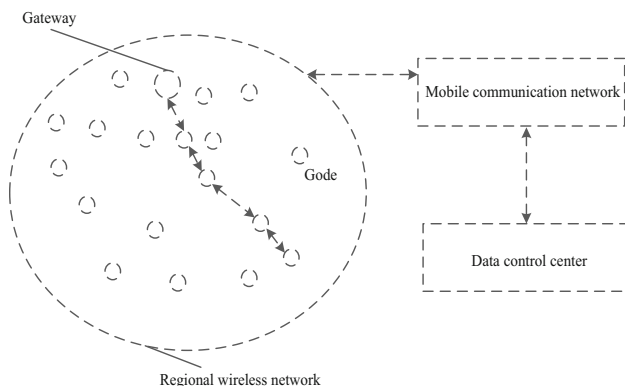 Gateway
Mobile communication network
Gode
Data control center
Regional wireless network